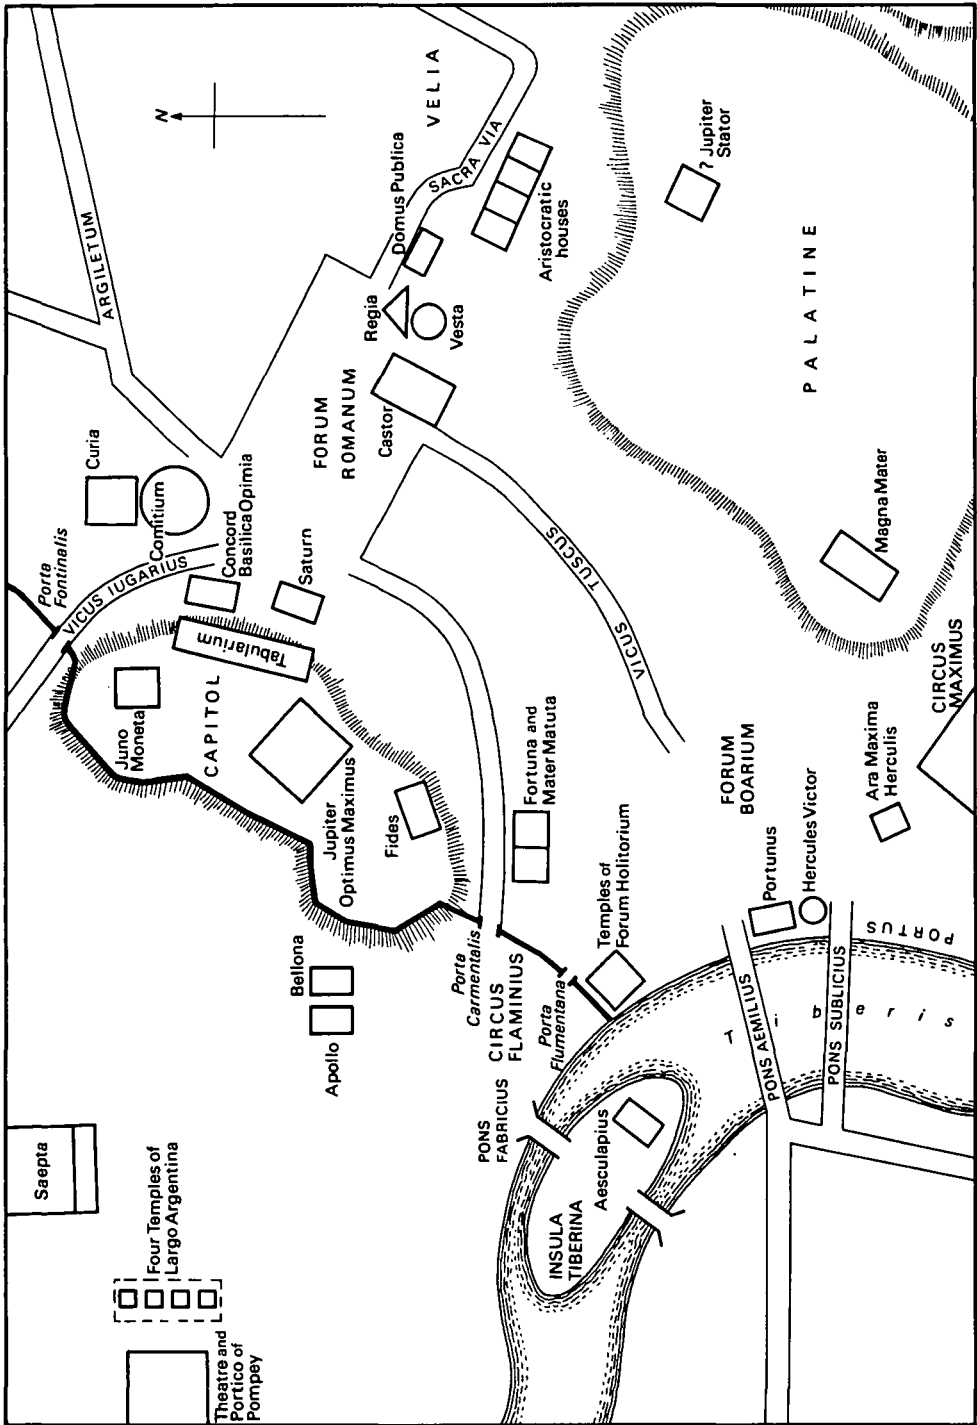 Saepta
Four Temples of
Largo Argentina
Theatre and
Portico of
Pompey
Apollo
Bellona
Juno
Moneta
CAPITOL
Jupiter
Optimus Maximus
Fides
Tabularium
Porta
Fontinalis
VICUS IUGARIUS
Curia
Comitium
Concord
Basilica Opimia
Saturn
ARGILETUM
N
FORUM
ROMANUM
Castor
Regia
Vesta
Domus Publica
SACRA VIA
VELIA
Aristocratic
houses
? Jupiter
Stator
PALATINE
Magna Mater
VICUS TUSCUS
Fortuna and
Mater Matuta
Porta
Carmentalis
CIRCUS
FLAMINIUS
Porta
Flumentana
Temples of
Forum Holitorium
PONS
FABRICIUS
Aesculapius
INSULA
TIBERINA
FORUM
BOARIUM
Portunus
Hercules Victor
Ara Maxima
Herculis
CIRCUS
MAXIMUS
PONS AEMILIUS
PONS SUBLICIUS
PORTUS
Tiberis